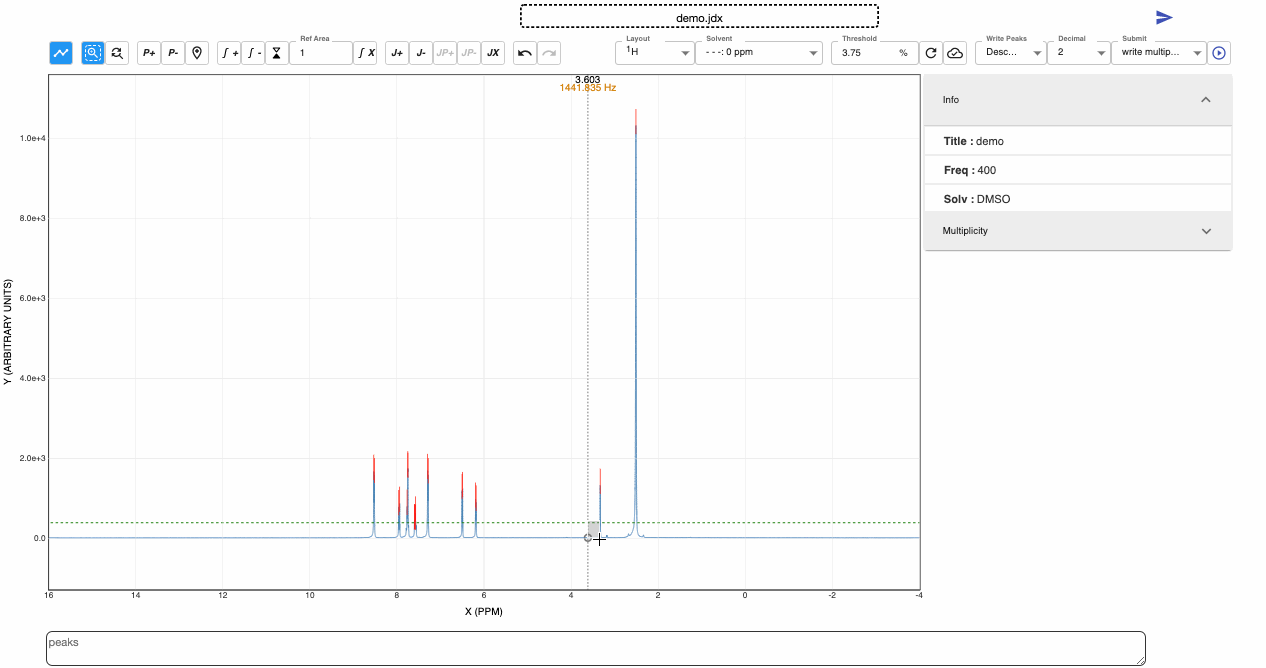 demo.jdx
P+ P- ∫ + ∫ - Ref Area 1 ∫ X J+ J- JP+ JP- JX Layout ¹H Solvent - - -: 0 ppm Threshold 3.75 % Write Peaks Desc... Decimal 2 Submit write multip...
3.603
1441.835 Hz
1.0e+4
8.0e+3
6.0e+3
4.0e+3
2.0e+3
0.0
Y (ARBITRARY UNITS)
16 14 12 10 8 6 4 2 0 -2 -4
X (PPM)
Info
Title : demo
Freq : 400
Solv : DMSO
Multiplicity
peaks